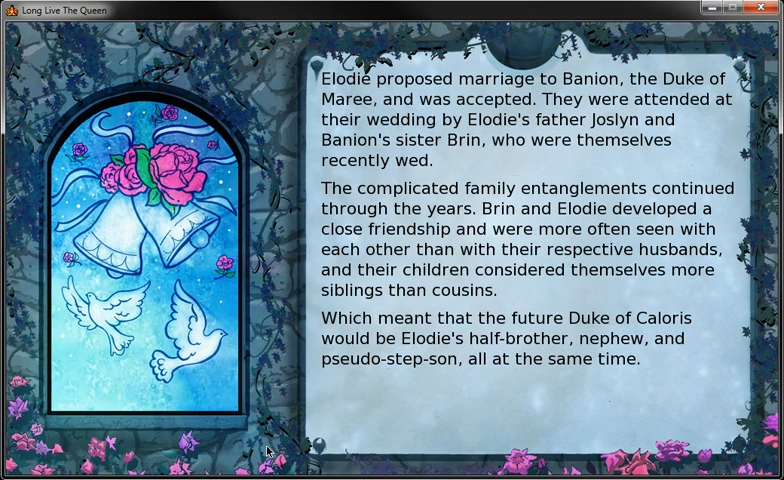 Long Live The Queen
Elodie proposed marriage to Banion, the Duke of
Maree, and was accepted. They were attended at
their wedding by Elodie's father Joslyn and
Banion's sister Brin, who were themselves
recently wed.
The complicated family entanglements continued
through the years. Brin and Elodie developed a
close friendship and were more often seen with
each other than with their respective husbands,
and their children considered themselves more
siblings than cousins.
Which meant that the future Duke of Caloris
would be Elodie's half-brother, nephew, and
pseudo-step-son, all at the same time.